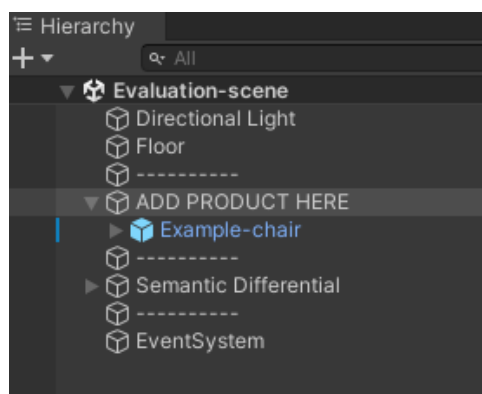 Hierarchy
All
Evaluation-scene
Directional Light
Floor
----------
ADD PRODUCT HERE
Example-chair
----------
Semantic Differential
----------
EventSystem